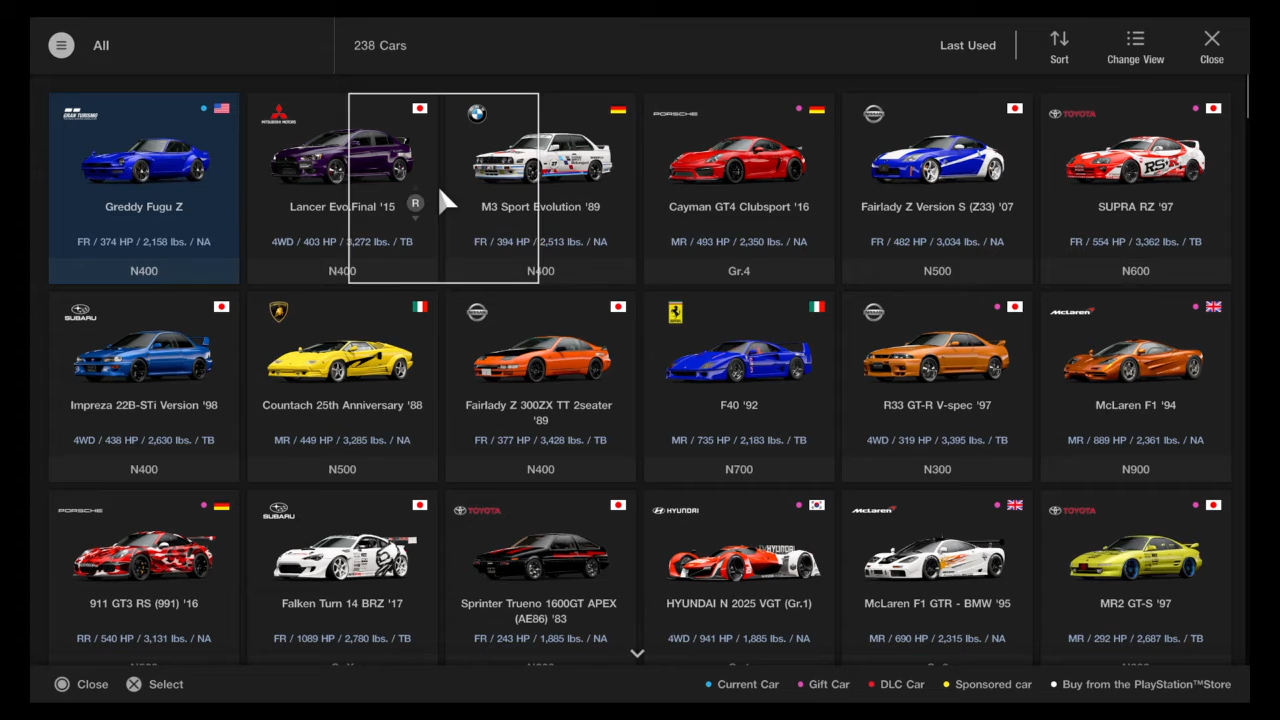 All
238 Cars
Last Used
Sort
Change View
Close
GRAN TURISMO
Greddy Fugu Z
FR / 374 HP / 2,158 lbs. / NA
N400
MITSUBISHI MOTORS
Lancer Evo.Final '15
4WD / 403 HP / 3,272 lbs. / TB
N400
R
M3 Sport Evolution '89
FR / 394 HP / 2,513 lbs. / NA
N400
PORSCHE
Cayman GT4 Clubsport '16
MR / 493 HP / 2,350 lbs. / NA
Gr.4
NISSAN
Fairlady Z Version S (Z33) '07
FR / 482 HP / 3,034 lbs. / NA
N500
TOYOTA
RS-R
SUPRA RZ '97
FR / 554 HP / 3,362 lbs. / TB
N600
SUBARU
Impreza 22B-STi Version '98
4WD / 438 HP / 2,630 lbs. / TB
N400
Countach 25th Anniversary '88
MR / 449 HP / 3,285 lbs. / NA
N500
NISSAN
Fairlady Z 300ZX TT 2seater
'89
FR / 377 HP / 3,428 lbs. / TB
N400
F40 '92
MR / 735 HP / 2,183 lbs. / TB
N700
NISSAN
R33 GT-R V-spec '97
4WD / 319 HP / 3,395 lbs. / TB
N300
McLaren
McLaren F1 '94
MR / 889 HP / 2,361 lbs. / NA
N900
PORSCHE
911 GT3 RS (991) '16
RR / 540 HP / 3,131 lbs. / NA
SUBARU
Falken Turn 14 BRZ '17
FR / 1089 HP / 2,780 lbs. / TB
TOYOTA
Sprinter Trueno 1600GT APEX
(AE86) '83
FR / 243 HP / 1,885 lbs. / NA
HYUNDAI
HYUNDAI
HYUNDAI N 2025 VGT (Gr.1)
4WD / 941 HP / 1,885 lbs. / NA
McLaren
McLaren F1 GTR - BMW '95
MR / 690 HP / 2,315 lbs. / NA
TOYOTA
MR2 GT-S '97
MR / 292 HP / 2,687 lbs. / TB
Close
Select
Current Car
Gift Car
DLC Car
Sponsored car
Buy from the PlayStation™Store